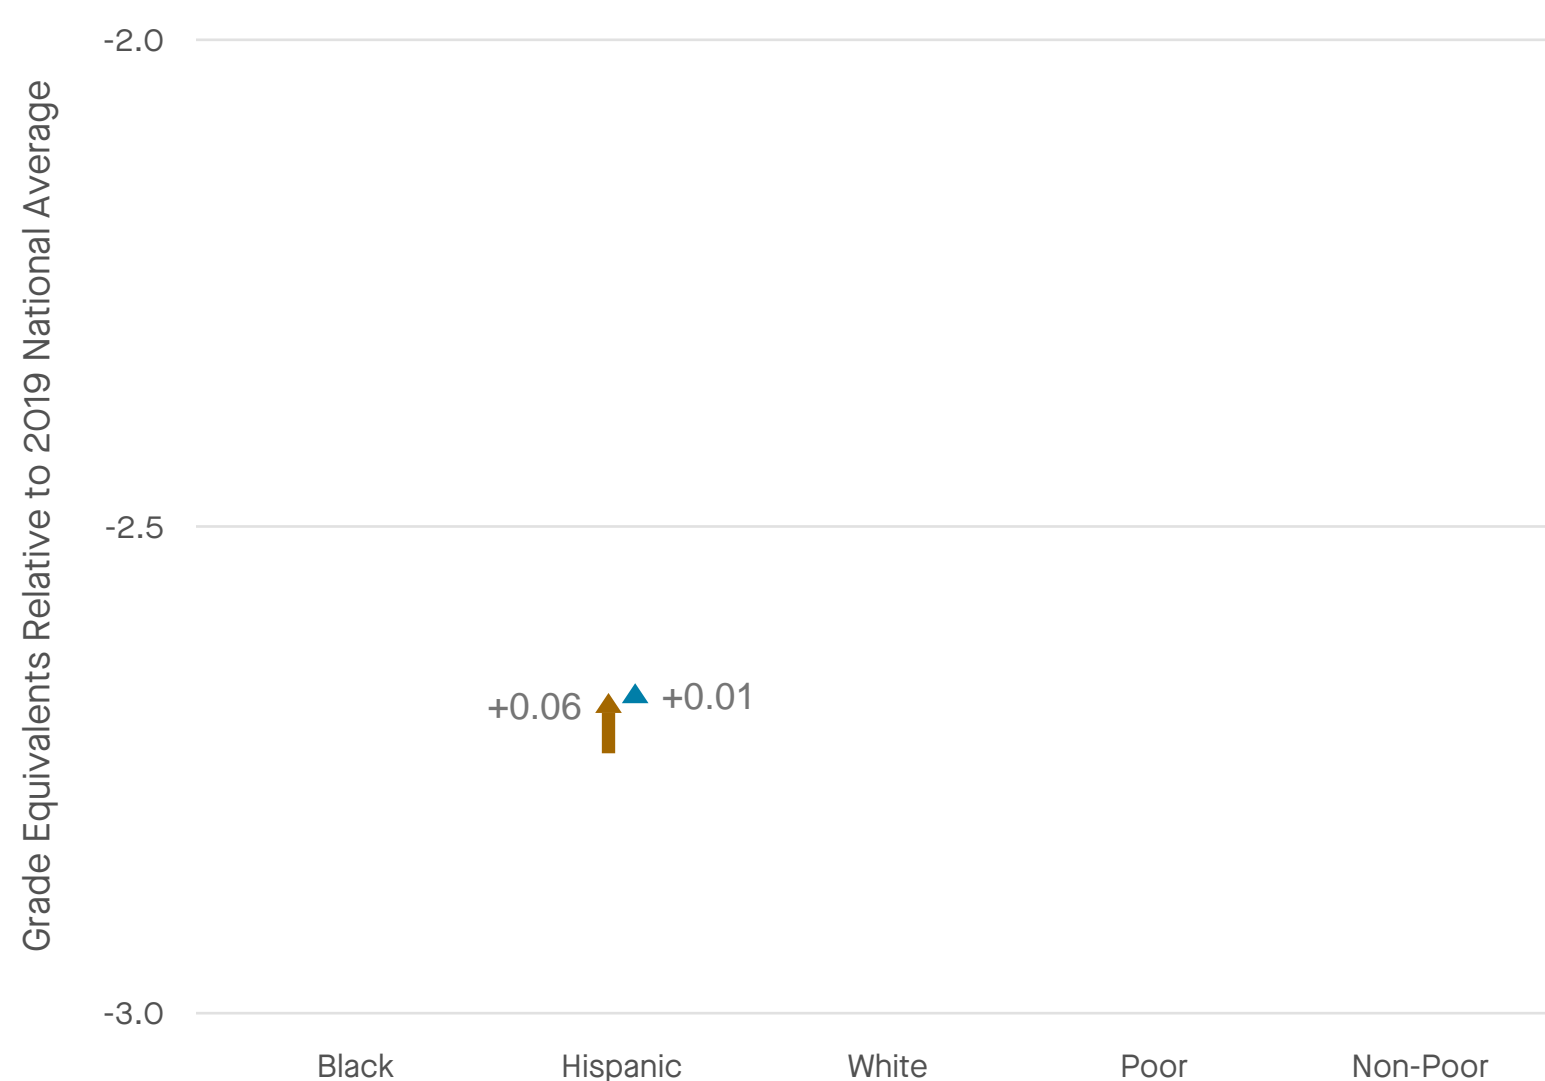 Grade Equivalents Relative to 2019 National Average
-2.0
-2.5
+0.06 +0.01
-3.0
Black Hispanic White Poor Non-Poor